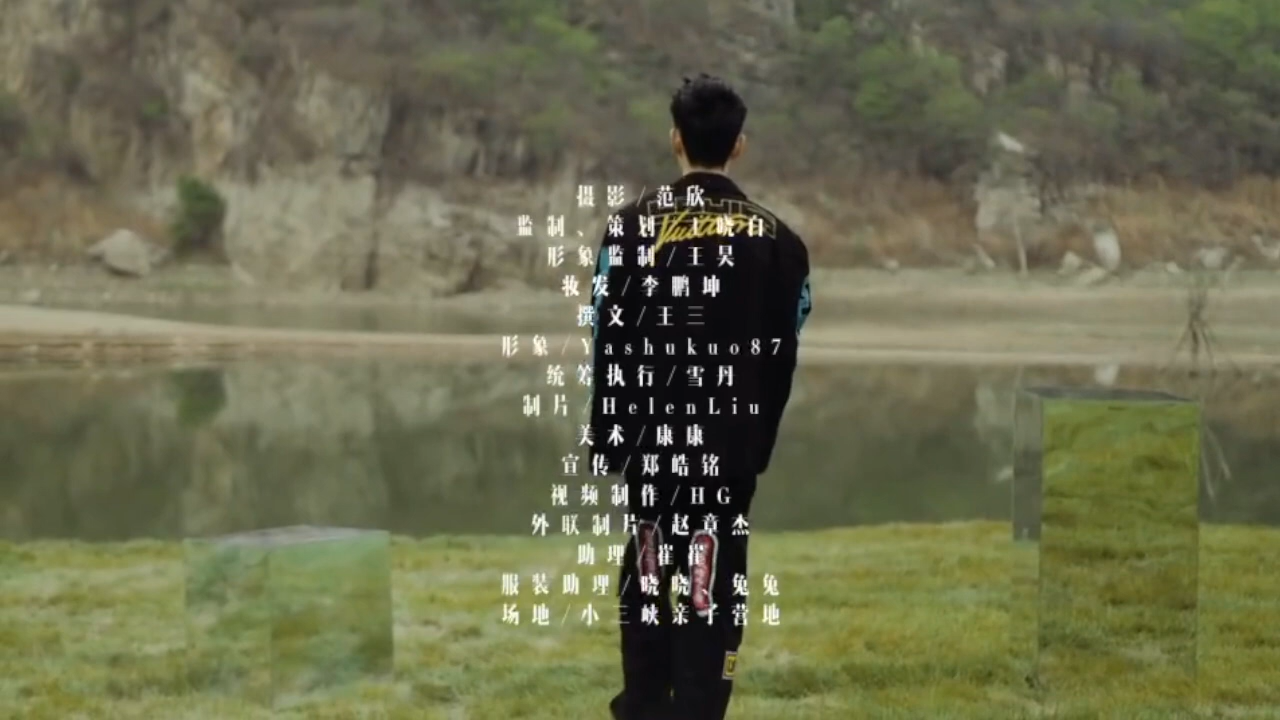 摄影/范欣
监制、策划/王晓白
形象监制/王昊
妆发/李鹏坤
撰文/王三
形象/Yashukuo87
统筹执行/雪丹
制片/HelenLiu
美术/康康
宣传/郑皓铭
视频制作/HG
外联制片/赵章杰
助理/崔崔
服装助理/晓晓、兔兔
场地/小三峡亲子营地
Vuitton